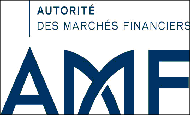 AUTORITÉ
DES MARCHÉS FINANCIERS
AMF